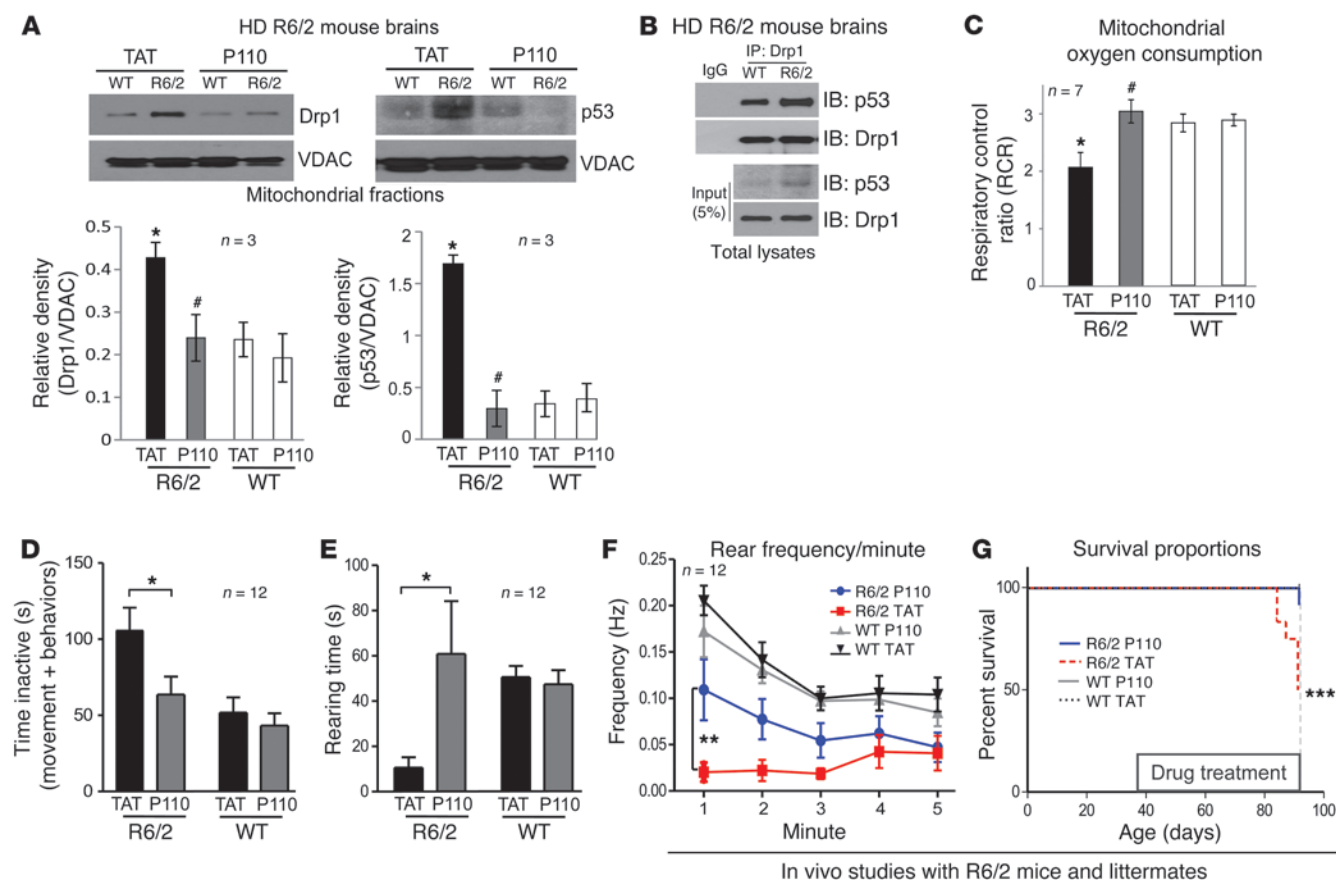 A
HD R6/2 mouse brains
TAT P110
WT R6/2 WT R6/2
Drp1
VDAC
TAT P110
WT R6/2 WT R6/2
p53
VDAC
Mitochondrial fractions
0.5
0.4
0.3
0.2
0.1
0
Relative density
(Drp1/VDAC)
*
#
n = 3
TAT P110 TAT P110
R6/2 WT
2
1.5
1
0.5
0
Relative density
(p53/VDAC)
*
#
n = 3
TAT P110 TAT P110
R6/2 WT
B
HD R6/2 mouse brains
IP: Drp1
IgG WT R6/2
IB: p53
IB: Drp1
Input
(5%)
IB: p53
IB: Drp1
Total lysates
C
Mitochondrial
oxygen consumption
n = 7
3
2
1
0
Respiratory control
ratio (RCR)
*
#
TAT P110 TAT P110
R6/2 WT
D
150
100
50
0
Time inactive (s)
(movement + behaviors)
*
n = 12
TAT P110 TAT P110
R6/2 WT
E
100
80
60
40
20
0
Rearing time (s)
*
n = 12
TAT P110 TAT P110
R6/2 WT
F
Rear frequency/minute
n = 12
0.25
0.20
0.15
0.10
0.05
0.00
Frequency (Hz)
R6/2 P110
R6/2 TAT
WT P110
WT TAT
**
1 2 3 4 5
Minute
G
Survival proportions
100
50
0
Percent survival
R6/2 P110
R6/2 TAT
WT P110
WT TAT
***
Drug treatment
0 20 40 60 80 100
Age (days)
In vivo studies with R6/2 mice and littermates